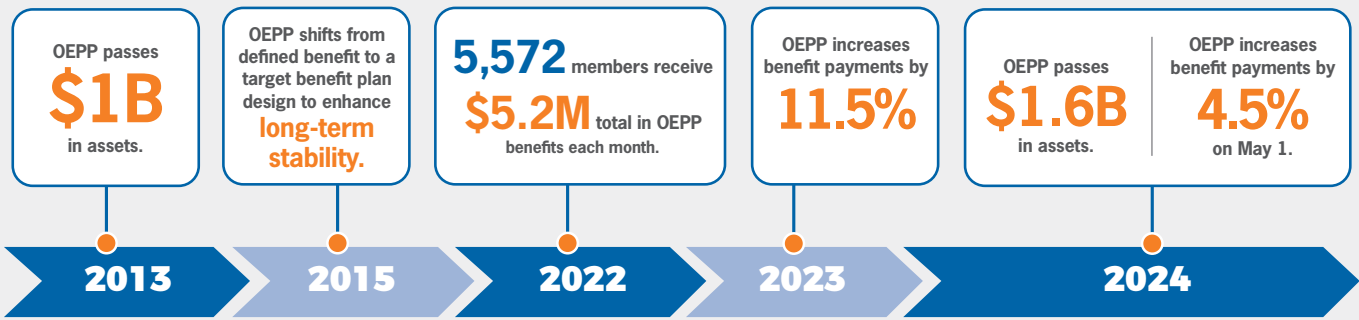 OEPP passes
$1B
in assets.
OEPP shifts from
defined benefit to a
target benefit plan
design to enhance
long-term
stability.
5,572 members receive
$5.2M total in OEPP
benefits each month.
OEPP increases
benefit payments by
11.5%
OEPP passes
$1.6B
in assets.
OEPP increases
benefit payments by
4.5%
on May 1.
2013
2015
2022
2023
2024